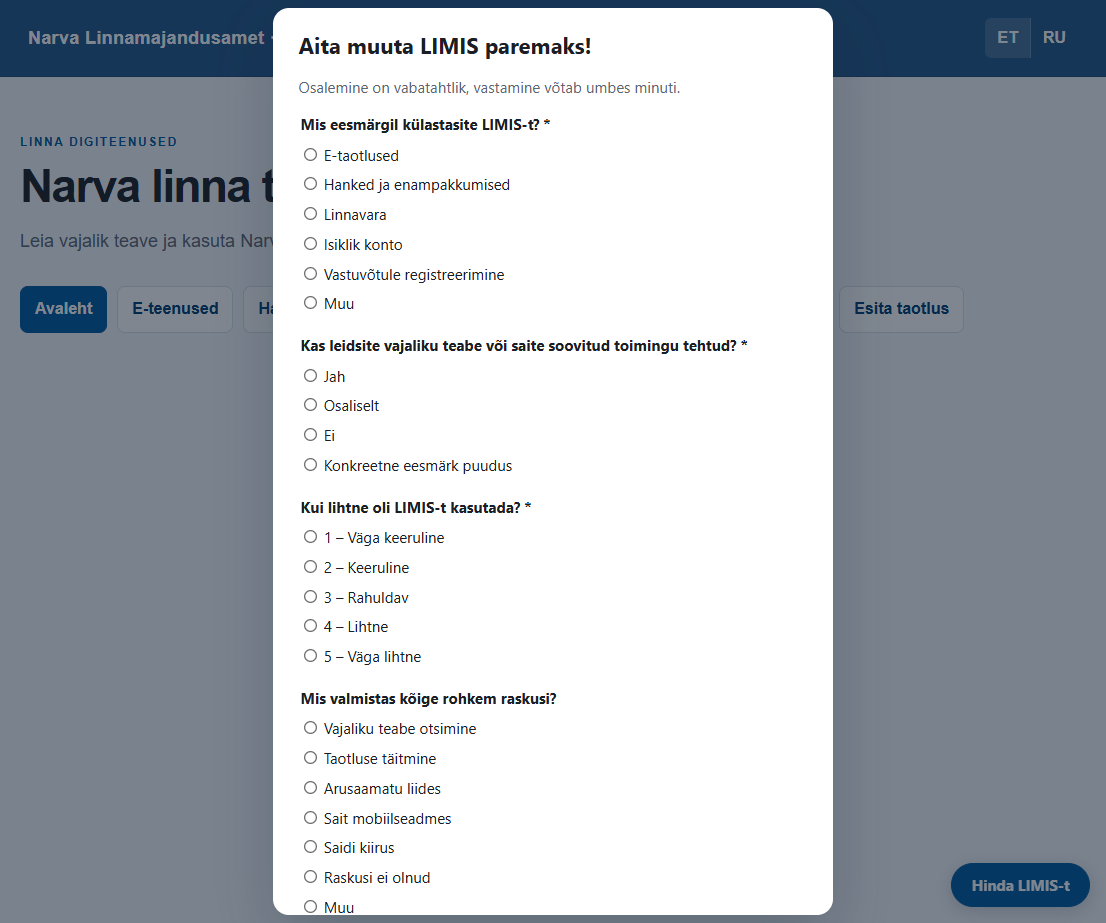 Narva Linnamajandusamet
ET
RU
LINNA DIGITEENUSED
Narva linna
Leia vajalik teave ja kasuta
Avaleht
E-teenused
Esita taotlus
Aita muuta LIMIS paremaks!
Osalemine on vabatahtlik, vastamine võtab umbes minuti.
Mis eesmärgil külastasite LIMIS-t? *
E-taotlused
Hanked ja enampakkumised
Linnavara
Isiklik konto
Vastuvõtule registreerimine
Muu
Kas leidsite vajaliku teabe või saite soovitud toimingu tehtud? *
Jah
Osaliselt
Ei
Konkreetne eesmärk puudus
Kui lihtne oli LIMIS-t kasutada? *
1 – Väga keeruline
2 – Keeruline
3 – Rahuldav
4 – Lihtne
5 – Väga lihtne
Mis valmistas kõige rohkem raskusi?
Vajaliku teabe otsimine
Taotluse täitmine
Arusaamatu liides
Sait mobiilseadmes
Saidi kiirus
Raskusi ei olnud
Muu
Hinda LIMIS-t